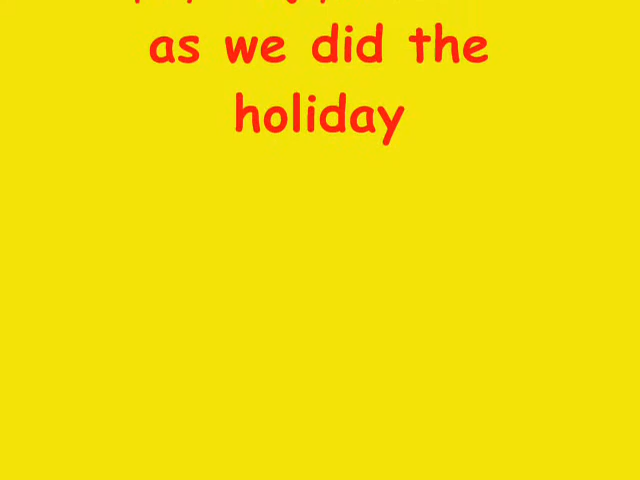 as we did the
holiday